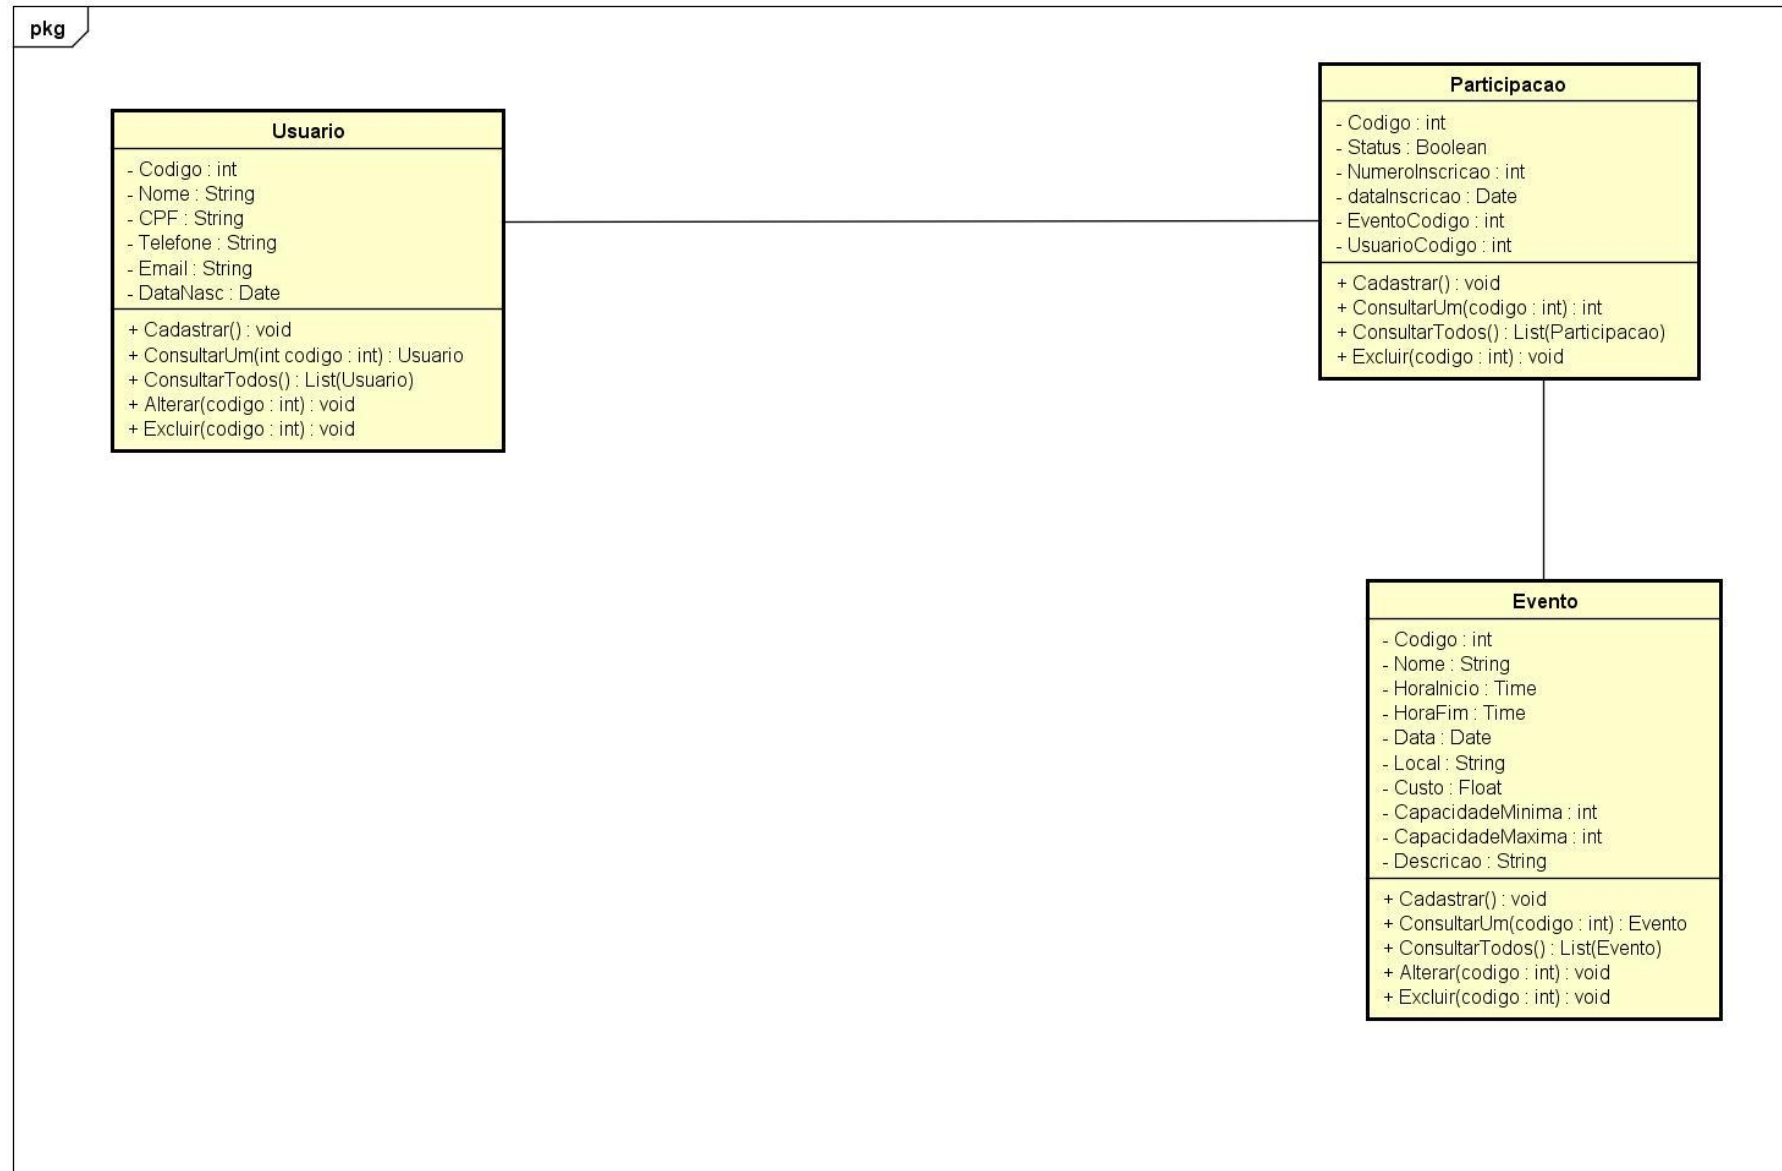 pkg
Usuario
- Codigo : int
- Nome : String
- CPF : String
- Telefone : String
- Email : String
- DataNasc : Date
+ Cadastrar() : void
+ ConsultarUm(int codigo : int) : Usuario
+ ConsultarTodos() : List(Usuario)
+ Alterar(codigo : int) : void
+ Excluir(codigo : int) : void
Participacao
- Codigo : int
- Status : Boolean
- NumeroInscricao : int
- dataInscricao : Date
- EventoCodigo : int
- UsuarioCodigo : int
+ Cadastrar() : void
+ ConsultarUm(codigo : int) : int
+ ConsultarTodos() : List(Participacao)
+ Excluir(codigo : int) : void
Evento
- Codigo : int
- Nome : String
- HoraInicio : Time
- HoraFim : Time
- Data : Date
- Local : String
- Custo : Float
- CapacidadeMinima : int
- CapacidadeMaxima : int
- Descricao : String
+ Cadastrar() : void
+ ConsultarUm(codigo : int) : Evento
+ ConsultarTodos() : List(Evento)
+ Alterar(codigo : int) : void
+ Excluir(codigo : int) : void